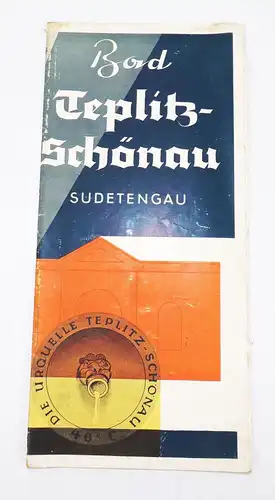 Bad
Teplitz-
Schönau
SUDETENGAU
DIE URQUELLE TEPLITZ-SCHÖNAU
46° C